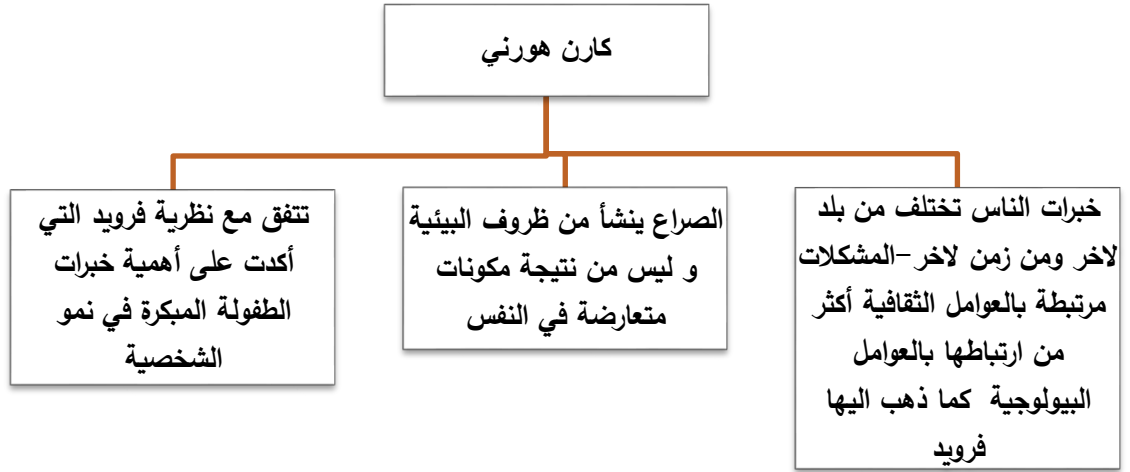 كارن هورني
خبرات الناس تختلف من بلد
لاخر ومن زمن لاخر –المشكلات
مرتبطة بالعوامل الثقافية أكثر
من ارتباطها بالعوامل
البيولوجية كما ذهب اليها
فرويد
الصراع ينشأ من ظروف البيئية
و ليس من نتيجة مكونات
متعارضة في النفس
تتفق مع نظرية فرويد التي
أكدت على أهمية خبرات
الطفولة المبكرة في نمو
الشخصية